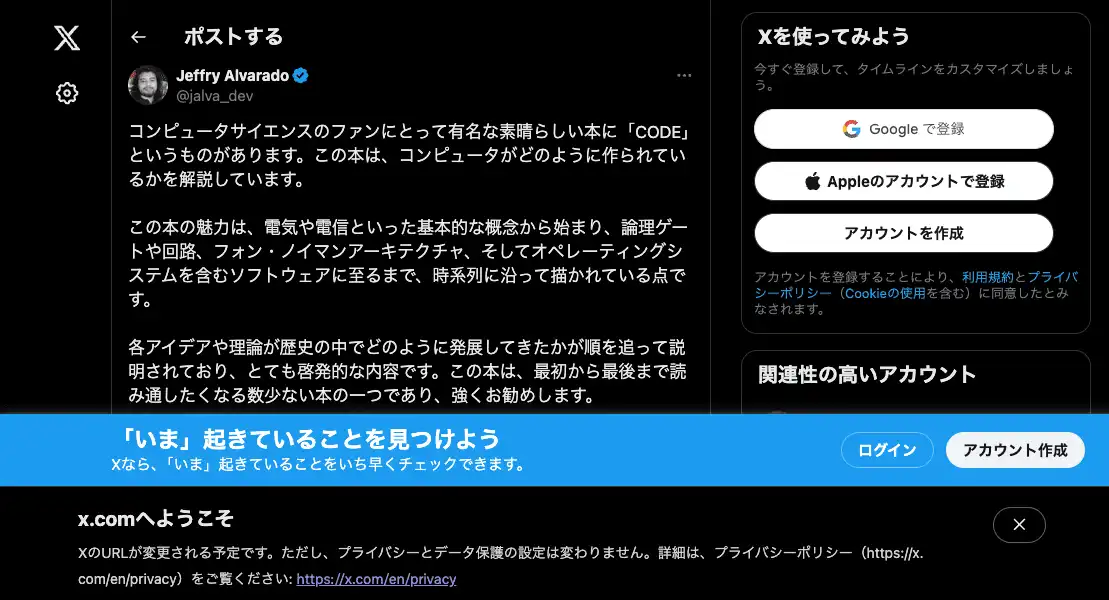 ポストする
Jeffry Alvarado
@jalva_dev
コンピュータサイエンスのファンにとって有名な素晴らしい本に「CODE」
というものがあります。この本は、コンピュータがどのように作られてい
るかを解説しています。
この本の魅力は、電気や電信といった基本的な概念から始まり、論理ゲー
トや回路、フォン・ノイマンアーキテクチャ、そしてオペレーティングシ
ステムを含むソフトウェアに至るまで、時系列に沿って描かれている点で
す。
各アイデアや理論が歴史の中でどのように発展してきたかが順を追って説
明されており、とても啓発的な内容です。この本は、最初から最後まで読
み通したくなる数少ない本の一つであり、強くお勧めします。
Xを使ってみよう
今すぐ登録して、タイムラインをカスタマイズしましょ
う。
Google で登録
Appleのアカウントで登録
アカウントを作成
アカウントを登録することにより、利用規約とプライバ
シーポリシー（Cookieの使用を含む）に同意したとみ
なされます。
関連性の高いアカウント
「いま」起きていることを見つけよう
Xなら、「いま」起きていることをいち早くチェックできます。
ログイン
アカウント作成
x.comへようこそ
XのURLが変更される予定です。ただし、プライバシーとデータ保護の設定は変わりません。詳細は、プライバシーポリシー（https://x.
com/en/privacy）をご覧ください: https://x.com/en/privacy